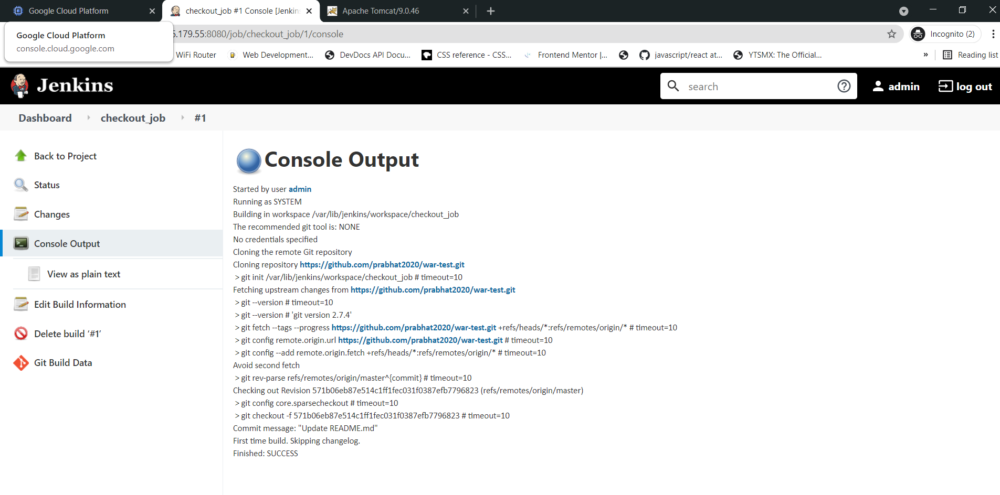 Google Cloud Platform
checkout_job #1 Console [Jenkins
Apache Tomcat/9.0.46
Google Cloud Platform
console.cloud.google.com
.179.55:8080/job/checkout_job/1/console
Incognito (2)
WiFi Router
Web Development...
DevDocs API Docu...
CSS reference - CSS...
Frontend Mentor |...
javascript/react at...
YTSMX: The Official...
»
Reading list
Jenkins
search
admin
log out
Dashboard
checkout_job
#1
Back to Project
Status
Changes
Console Output
View as plain text
Edit Build Information
Delete build ‘#1’
Git Build Data
Console Output
Started by user admin
Running as SYSTEM
Building in workspace /var/lib/jenkins/workspace/checkout_job
The recommended git tool is: NONE
No credentials specified
Cloning the remote Git repository
Cloning repository https://github.com/prabhat2020/war-test.git
> git init /var/lib/jenkins/workspace/checkout_job # timeout=10
Fetching upstream changes from https://github.com/prabhat2020/war-test.git
> git --version # timeout=10
> git --version # 'git version 2.7.4'
> git fetch --tags --progress https://github.com/prabhat2020/war-test.git +refs/heads/*:refs/remotes/origin/* # timeout=10
> git config remote.origin.url https://github.com/prabhat2020/war-test.git # timeout=10
> git config --add remote.origin.fetch +refs/heads/*:refs/remotes/origin/* # timeout=10
Avoid second fetch
> git rev-parse refs/remotes/origin/master^{commit} # timeout=10
Checking out Revision 571b06eb87e514c1ff1fec031f0387efb7796823 (refs/remotes/origin/master)
> git config core.sparsecheckout # timeout=10
> git checkout -f 571b06eb87e514c1ff1fec031f0387efb7796823 # timeout=10
Commit message: "Update README.md"
First time build. Skipping changelog.
Finished: SUCCESS